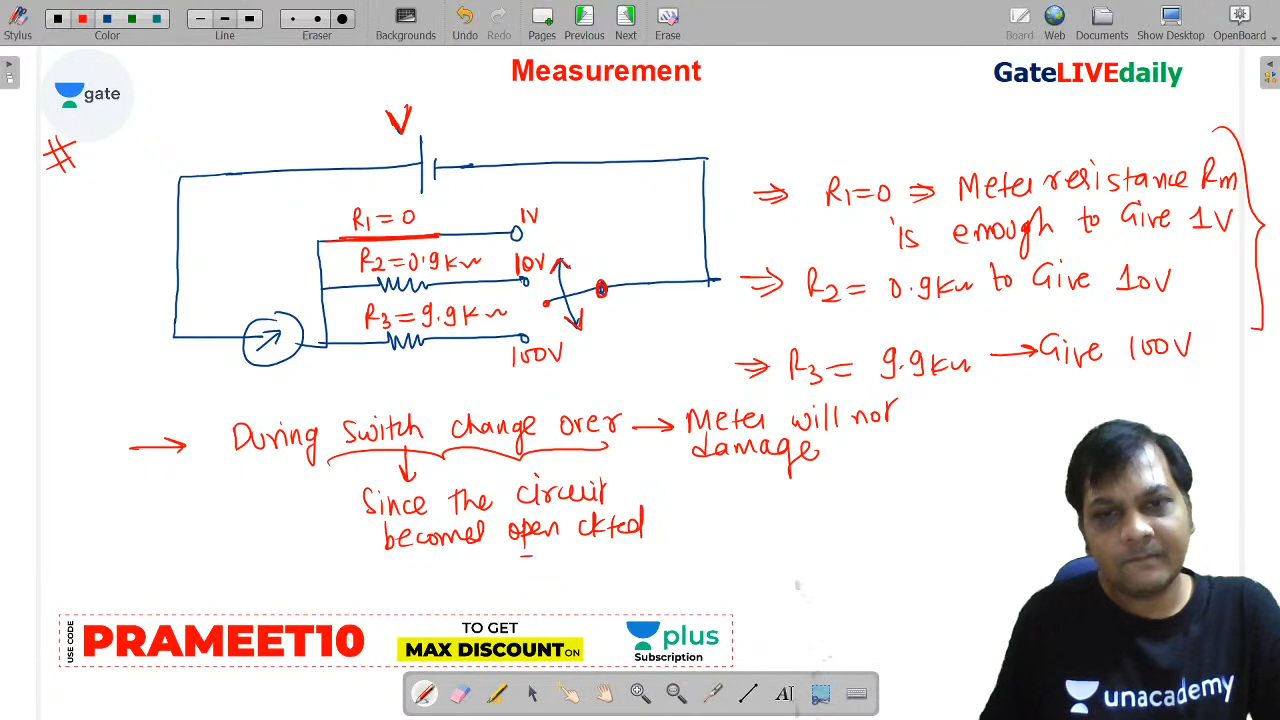 Stylus
Color
Line
Eraser
Backgrounds
Undo
Redo
Pages
Previous
Next
Erase
Board
Web
Documents
Show Desktop
OpenBoard
gate
Measurement
GateLIVEdaily
#
V
R1 = 0
1V
R2 = 0.9kω
10V
R3 = 9.9kω
100V
⇒ R1=0 ⇒ Meter resistance Rm
is enough to Give 1V
⇒ R2 = 0.9kω to Give 10V
⇒ R3 = 9.9kω → Give 100V
→ During switch change over → Meter will not
damage
Since the circuit
becomes open ckted
USE CODE
PRAMEET10
TO GET
MAX DISCOUNT ON
plus
Subscription
unacademy